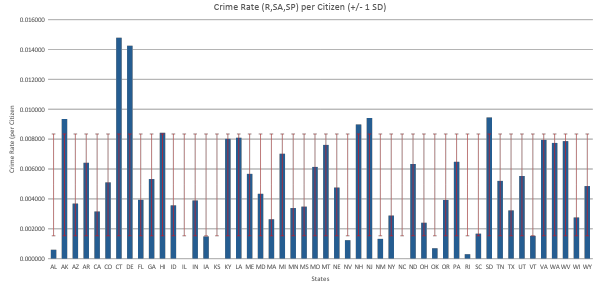 Crime Rate (R,SA,SP) per Citizen (+/- 1 SD)
0.016000
0.014000
0.012000
0.010000
0.008000
0.006000
0.004000
0.002000
0.000000
Crime Rate (per Citizen
AL AK AZ AR CA CO CT DE FL GA HI ID IL IN IA KS KY LA ME MD MA MI MN MS MO MT NE NV NH NJ NM NY NC ND OH OK OR PA RI SC SD TN TX UT VT VA WA WV WI WY
States